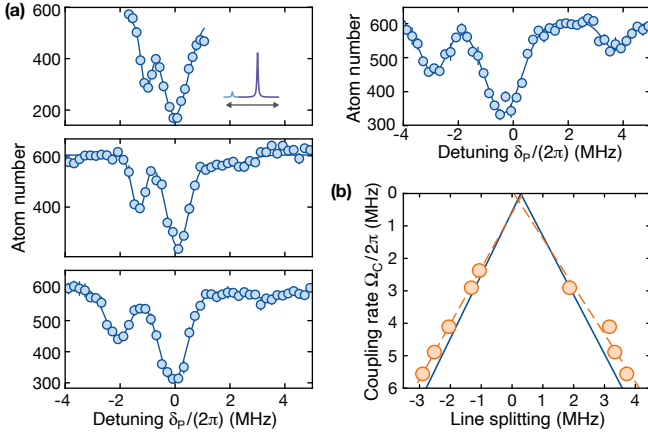 (a)
600
400
200
600
400
Atom number
600
500
400
300
-4 -2 0 2 4
Detuning δP/(2π) (MHz)
600
500
400
300
Atom number
-4 -2 0 2 4
Detuning δP/(2π) (MHz)
(b)
0
1
2
3
4
5
6
Coupling rate ΩC/2π (MHz)
-3 -2 -1 0 1 2 3 4
Line splitting (MHz)